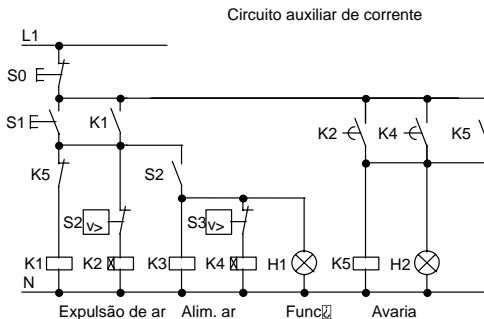 Circuito auxiliar de corrente
L1
S0
S1
K1
K2
K4
K5
K5
S2
S2
v>
S3
v>
K1
K2
K3
K4
H1
K5
H2
N
Expulsão de ar
Alim. ar
Func
Avaria